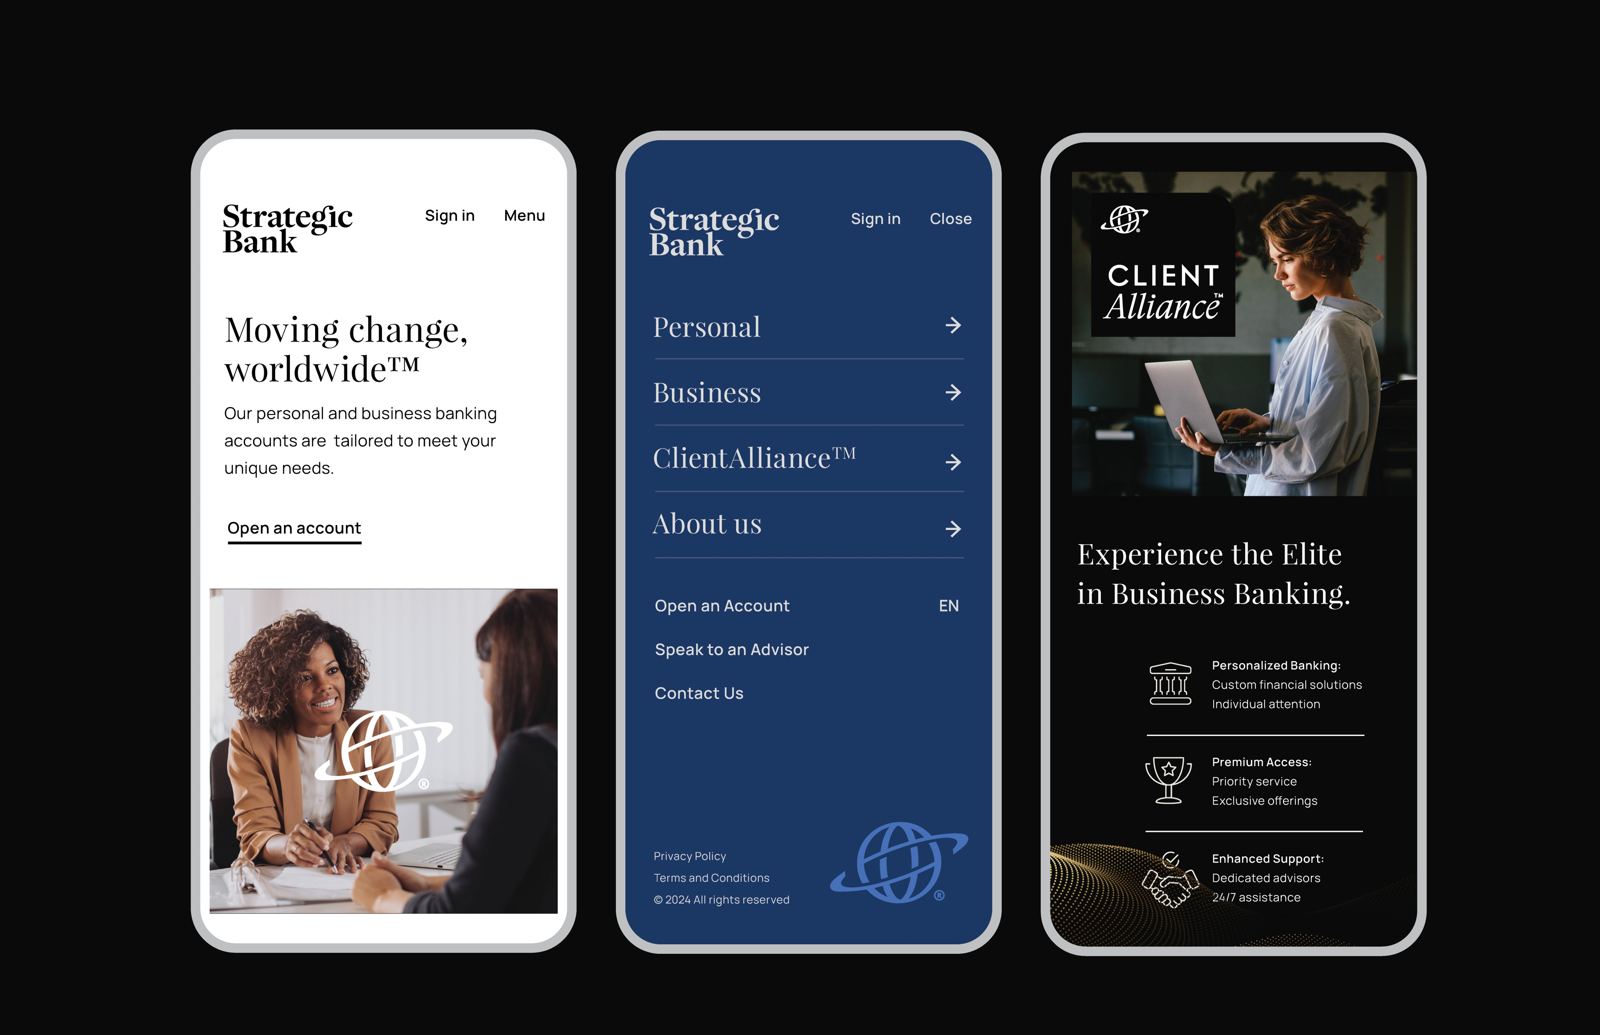 Strategic
Bank
Sign in
Menu
Moving change,
worldwide™
Our personal and business banking
accounts are  tailored to meet your
unique needs.
Open an account
®
Strategic
Bank
Sign in
Close
Personal
Business
ClientAlliance™
About us
Open an Account
EN
Speak to an Advisor
Contact Us
Privacy Policy
Terms and Conditions
© 2024 All rights reserved
®
CLIENT
Alliance™
Experience the Elite
in Business Banking.
Personalized Banking:
Custom financial solutions
Individual attention
Premium Access:
Priority service
Exclusive offerings
Enhanced Support:
Dedicated advisors
24/7 assistance